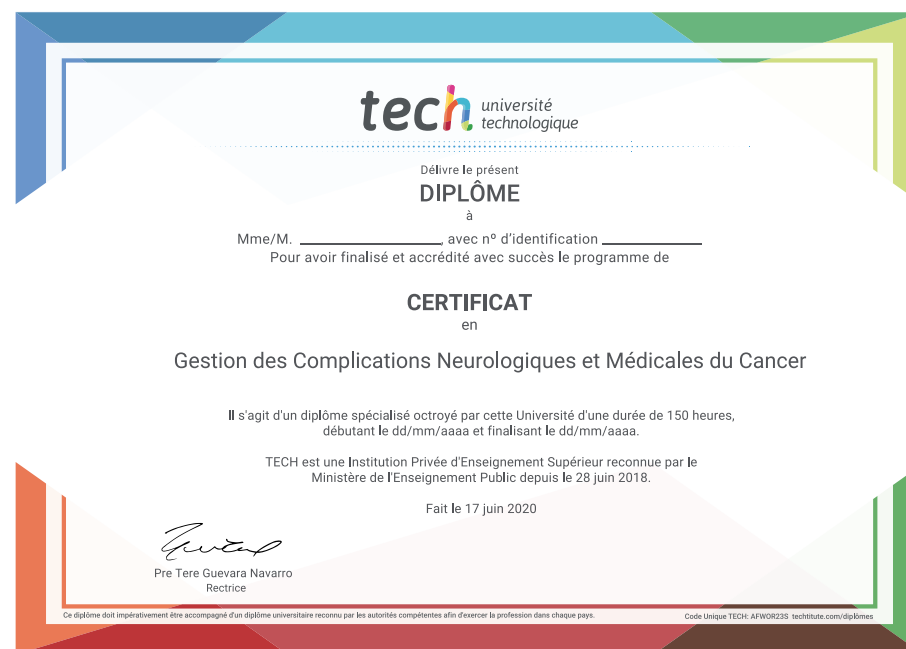 tech université
technologique
Délivre le présent
DIPLÔME
à
Mme/M. ____________________, avec nº d'identification ______________
Pour avoir finalisé et accrédité avec succès le programme de
CERTIFICAT
en
Gestion des Complications Neurologiques et Médicales du Cancer
Il s'agit d'un diplôme spécialisé octroyé par cette Université d'une durée de 150 heures,
débutant le dd/mm/aaaa et finalisant le dd/mm/aaaa.
TECH est une Institution Privée d'Enseignement Supérieur reconnue par le
Ministère de l'Enseignement Public depuis le 28 juin 2018.
Fait le 17 juin 2020
Pre Tere Guevara Navarro
Rectrice
Ce diplôme doit impérativement être accompagné d'un diplôme universitaire reconnu par les autorités compétentes afin d'exercer la profession dans chaque pays.
Code Unique TECH: AFWOR23S techtitute.com/diplômes